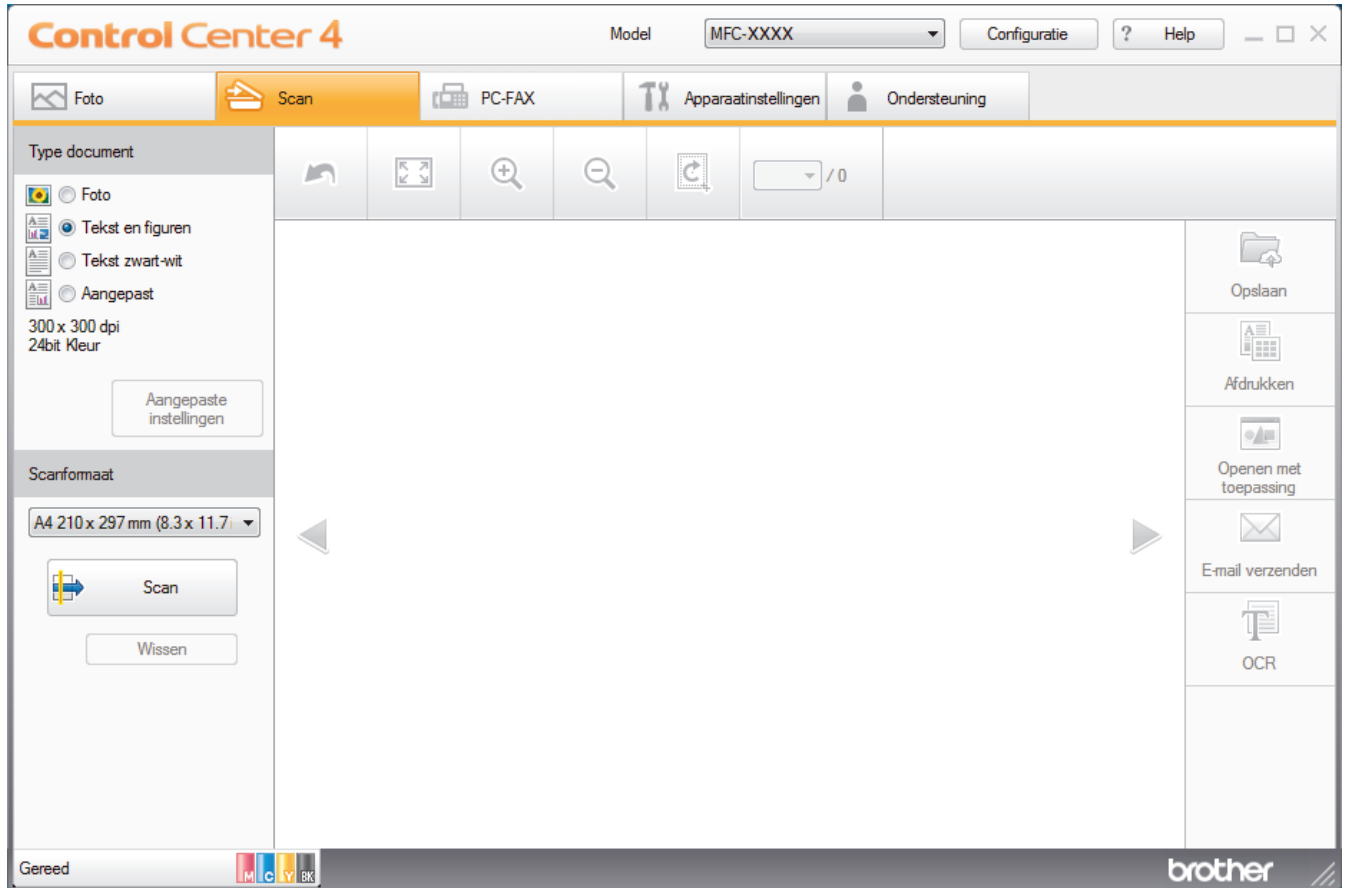 Control Center 4
Model
MFC-XXXX
Configuratie
? Help
Foto
Scan
PC-FAX
Apparaatinstellingen
Ondersteuning
Type document
/ 0
Foto
Tekst en figuren
Tekst zwart-wit
Aangepast
300 x 300 dpi
24bit Kleur
Aangepaste
instellingen
Scanformaat
A4 210 x 297 mm (8.3 x 11.7
Scan
Wissen
Opslaan
Afdrukken
Openen met
toepassing
E-mail verzenden
OCR
Gereed
M C Y BK
brother